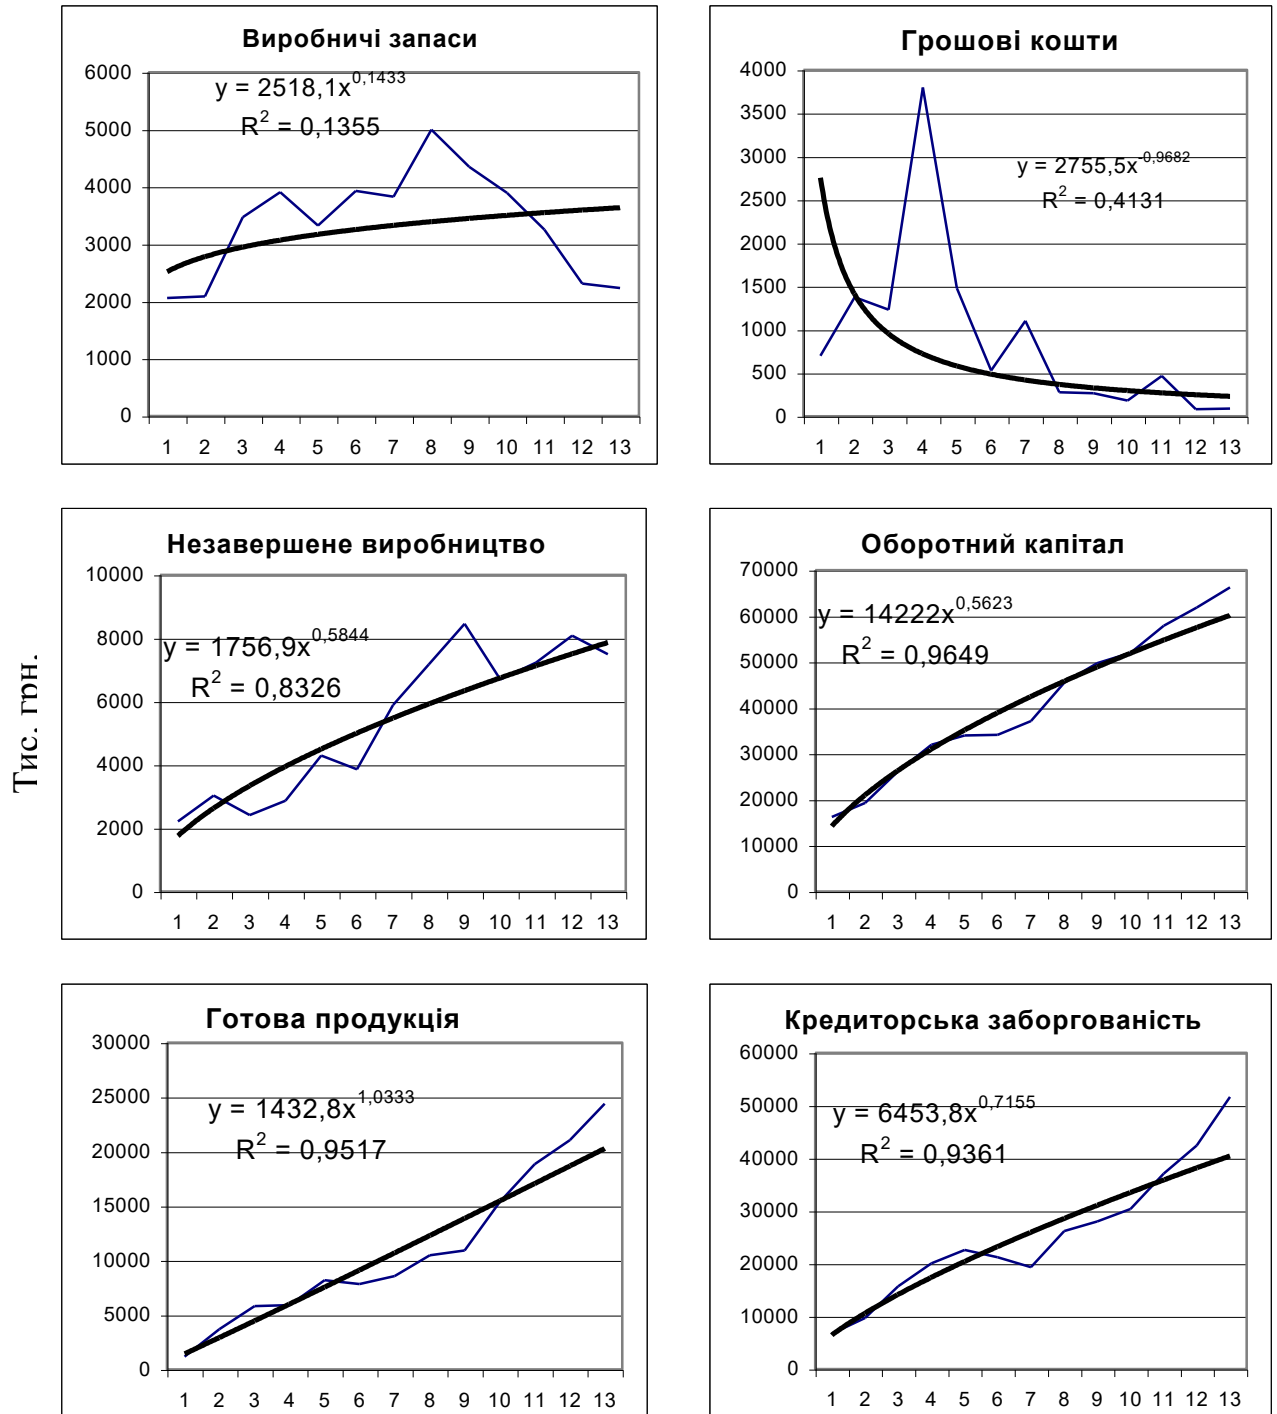 Тис. грн.
Виробничі запаси
y = 2518,1x^0,1433
R² = 0,1355
6000
5000
4000
3000
2000
1000
0
1 2 3 4 5 6 7 8 9 10 11 12 13
Грошові кошти
y = 2755,5x^-0,9682
R² = 0,4131
4000
3500
3000
2500
2000
1500
1000
500
0
1 2 3 4 5 6 7 8 9 10 11 12 13
Незавершене виробництво
y = 1756,9x^0,5844
R² = 0,8326
10000
8000
6000
4000
2000
0
1 2 3 4 5 6 7 8 9 10 11 12 13
Оборотний капітал
y = 14222x^0,5623
R² = 0,9649
70000
60000
50000
40000
30000
20000
10000
0
1 2 3 4 5 6 7 8 9 10 11 12 13
Готова продукція
y = 1432,8x^1,0333
R² = 0,9517
30000
25000
20000
15000
10000
5000
0
1 2 3 4 5 6 7 8 9 10 11 12 13
Кредиторська заборгованість
y = 6453,8x^0,7155
R² = 0,9361
60000
50000
40000
30000
20000
10000
0
1 2 3 4 5 6 7 8 9 10 11 12 13